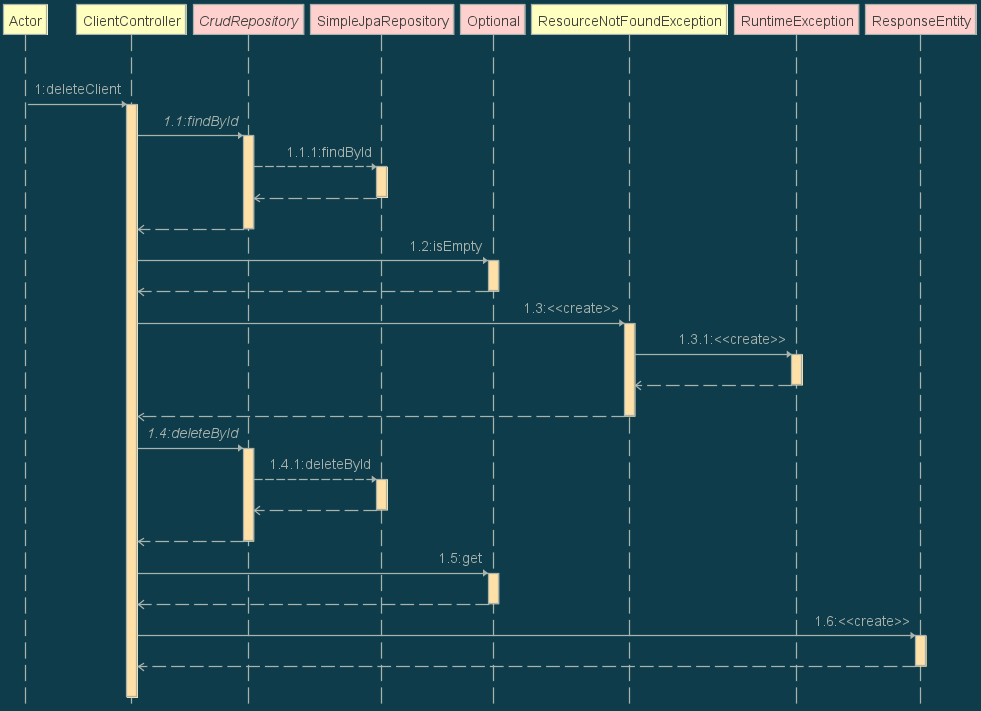 Actor
ClientController
CrudRepository
SimpleJpaRepository
Optional
ResourceNotFoundException
RuntimeException
ResponseEntity
1:deleteClient
1.1:findById
1.1.1:findById
1.2:isEmpty
1.3:<<create>>
1.3.1:<<create>>
1.4:deleteById
1.4.1:deleteById
1.5:get
1.6:<<create>>